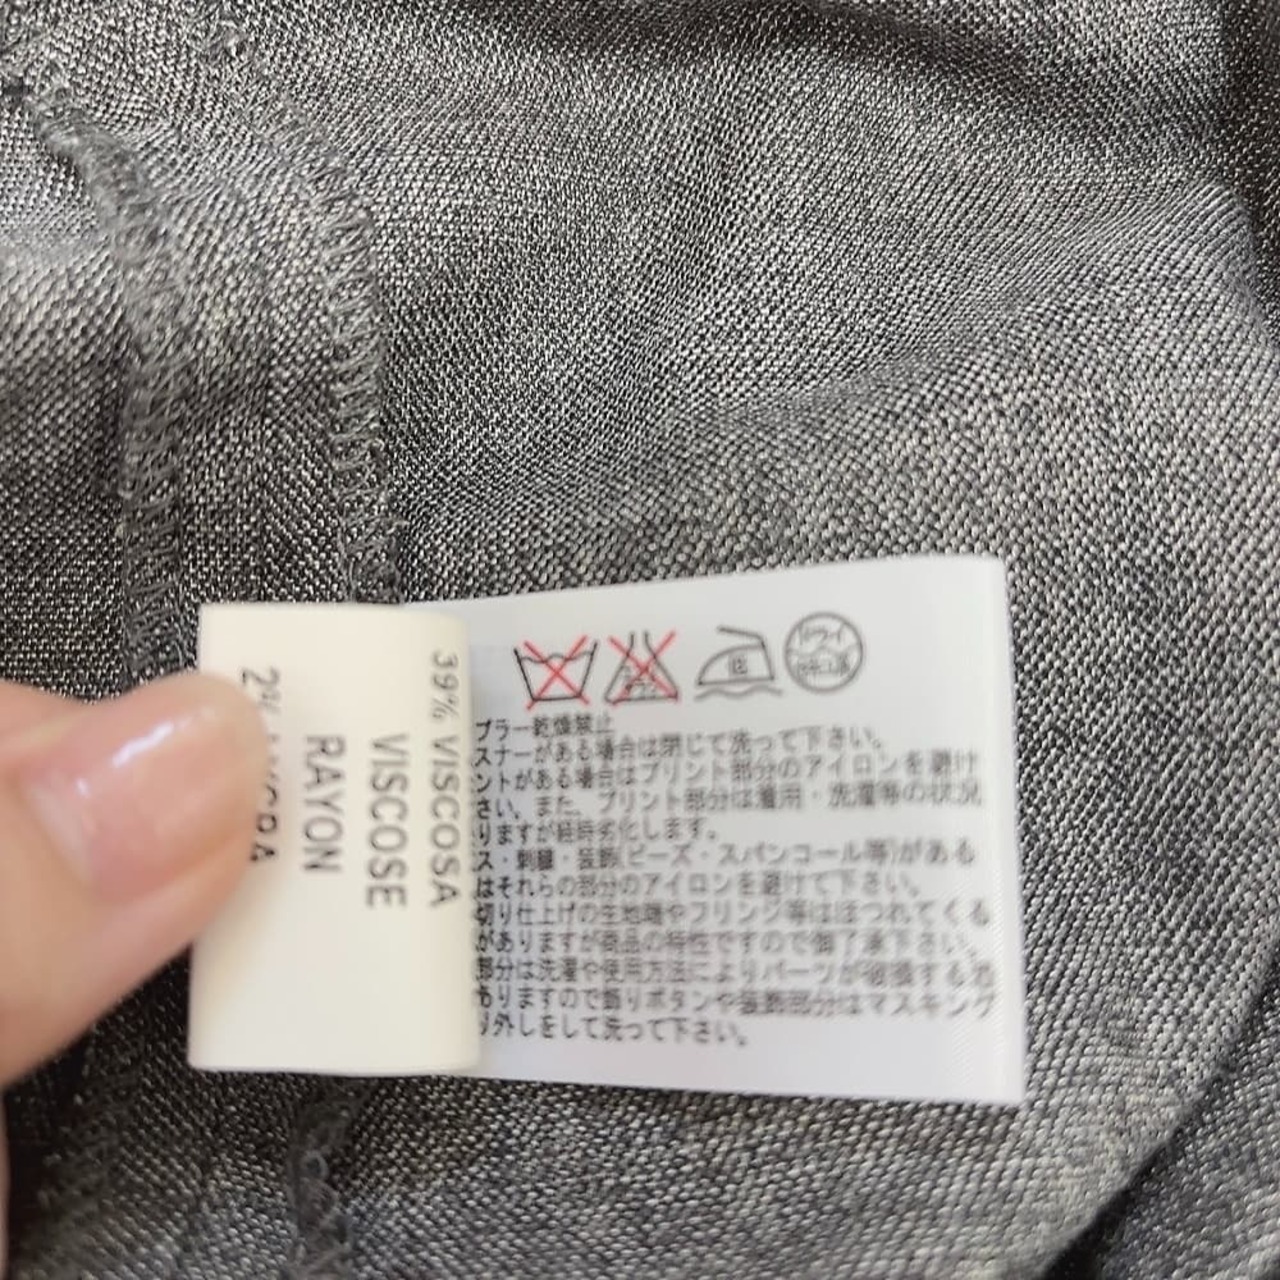 39% VISCOSA
VISCOSE
RAYON
2%
ドライ
プラー乾燥禁止
スナーがある場合は閉じて洗って下さい。
ントがある場合はプリント部分のアイロンを避け
さい。また、プリント部分は着用・洗濯等の状況
りますが経時劣化します。
ス・刺繍・装飾(ビーズ・スパンコール等)がある
はそれらの部分のアイロンを避けて下さい。
切り仕上げの生地端やフリンジ等はほつれてくる
がありますが商品の特性ですので御了承下さい。
部分は洗濯や使用方法によりパーツが破損する恐
ありますので飾りボタンや装飾部分はマスキング
り外しをして洗って下さい。